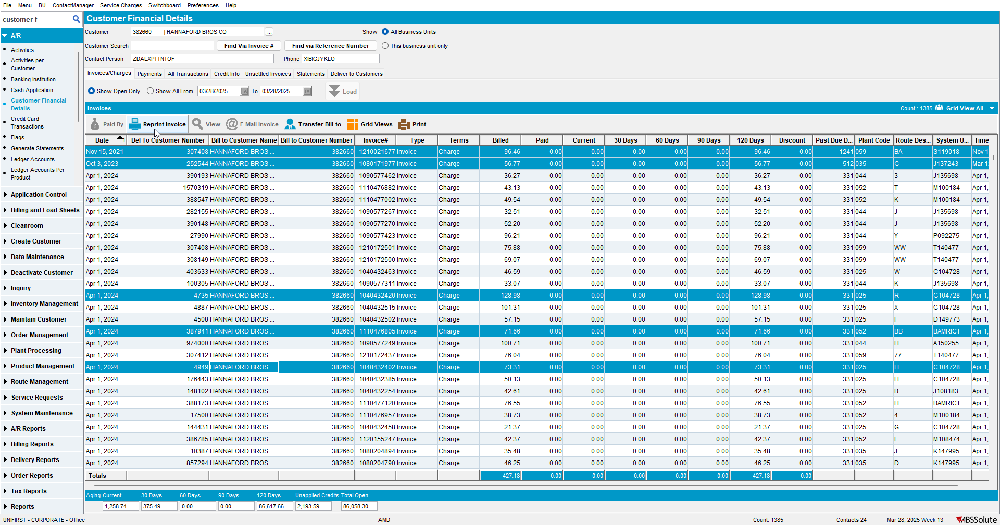 File Menu BU ContactManager Service Charges Switchboard Preferences Help
customer f
Customer Financial Details
A/R
Activities
Activities per
Customer
Banking Institution
Cash Application
Customer Financial
Details
Credit Card
Transactions
Flags
Generate Statements
Ledger Accounts
Ledger Accounts Per
Product
Application Control
Billing and Load Sheets
Cleanroom
Create Customer
Data Maintenance
Deactivate Customer
Inquiry
Inventory Management
Maintain Customer
Order Management
Plant Processing
Product Management
Route Management
Service Requests
System Maintenance
A/R Reports
Billing Reports
Delivery Reports
Order Reports
Tax Reports
Reports
Customer 382660 | HANNAFORD BROS CO ... Show All Business Units
Customer Search Find Via Invoice # Find via Reference Number This business unit only
Contact Person ZDALXPTTNTOF Phone XIBIGJYKLO
Invoices/Charges Payments All Transactions Credit Info Unsettled Invoices Statements Deliver to Customers
Show Open Only Show All From 03/28/2025 16 To 03/28/2025 16 Load
Invoices Count : 1385 Grid View All
Paid By Reprint Invoice View E-Mail Invoice Transfer Bill-to Grid Views Print
Date 1 Del To Customer Number Bill to Customer Name Bill to Customer Number Invoice# Type Terms Billed Paid Current 30 Days 60 Days 90 Days 120 Days Discount Past Due D... Plant Code Route Des... System U... Time
Nov 15, 2021 307408 HANNAFORD BROS ... 382660 1210021677 Invoice Charge 96.46 0.00 0.00 0.00 0.00 0.00 96.46 0.00 1241 059 BA S119018 Nov 1
Oct 3, 2023 252544 HANNAFORD BROS ... 382660 1080171977 Invoice Charge 56.77 0.00 0.00 0.00 0.00 0.00 56.77 0.00 512 035 G J137243 Mar 1
Apr 1, 2024 390193 HANNAFORD BROS ... 382660 1090577462 Invoice Charge 36.27 0.00 0.00 0.00 0.00 0.00 36.27 0.00 331 044 3 J135698 Apr 1,
Apr 1, 2024 1570319 HANNAFORD BROS ... 382660 1110476882 Invoice Charge 43.13 0.00 0.00 0.00 0.00 0.00 43.13 0.00 331 052 T M100184 Apr 1,
Apr 1, 2024 388547 HANNAFORD BROS ... 382660 1110477002 Invoice Charge 49.54 0.00 0.00 0.00 0.00 0.00 49.54 0.00 331 052 K M100184 Apr 1,
Apr 1, 2024 282155 HANNAFORD BROS ... 382660 1090577267 Invoice Charge 32.51 0.00 0.00 0.00 0.00 0.00 32.51 0.00 331 044 J J135698 Apr 1,
Apr 1, 2024 390148 HANNAFORD BROS ... 382660 1090577270 Invoice Charge 52.20 0.00 0.00 0.00 0.00 0.00 52.20 0.00 331 044 J J135698 Apr 1,
Apr 1, 2024 27990 HANNAFORD BROS ... 382660 1090577423 Invoice Charge 96.21 0.00 0.00 0.00 0.00 0.00 96.21 0.00 331 044 Y P092275 Apr 1,
Apr 1, 2024 307408 HANNAFORD BROS ... 382660 1210172501 Invoice Charge 75.88 0.00 0.00 0.00 0.00 0.00 75.88 0.00 331 059 WW T140477 Apr 1,
Apr 1, 2024 308149 HANNAFORD BROS ... 382660 1210172500 Invoice Charge 69.07 0.00 0.00 0.00 0.00 0.00 69.07 0.00 331 059 WW T140477 Apr 1,
Apr 1, 2024 403633 HANNAFORD BROS ... 382660 1040432463 Invoice Charge 46.59 0.00 0.00 0.00 0.00 0.00 46.59 0.00 331 025 W C104728 Apr 1,
Apr 1, 2024 100305 HANNAFORD BROS ... 382660 1090577311 Invoice Charge 33.07 0.00 0.00 0.00 0.00 0.00 33.07 0.00 331 044 K J135698 Apr 1,
Apr 1, 2024 4735 HANNAFORD BROS ... 382660 1040432420 Invoice Charge 128.98 0.00 0.00 0.00 0.00 0.00 128.98 0.00 331 025 R C104728 Apr 1,
Apr 1, 2024 4887 HANNAFORD BROS ... 382660 1040432515 Invoice Charge 101.31 0.00 0.00 0.00 0.00 0.00 101.31 0.00 331 025 X C104728 Apr 1,
Apr 1, 2024 4508 HANNAFORD BROS ... 382660 1040432502 Invoice Charge 57.15 0.00 0.00 0.00 0.00 0.00 57.15 0.00 331 025 I D149773 Apr 1,
Apr 1, 2024 387941 HANNAFORD BROS ... 382660 1110476805 Invoice Charge 71.66 0.00 0.00 0.00 0.00 0.00 71.66 0.00 331 052 BB BAMRICT Apr 1,
Apr 1, 2024 974000 HANNAFORD BROS ... 382660 1090577249 Invoice Charge 100.71 0.00 0.00 0.00 0.00 0.00 100.71 0.00 331 044 H A150255 Apr 1,
Apr 1, 2024 307412 HANNAFORD BROS ... 382660 1210172437 Invoice Charge 76.04 0.00 0.00 0.00 0.00 0.00 76.04 0.00 331 059 77 T140477 Apr 1,
Apr 1, 2024 4949 HANNAFORD BROS ... 382660 1040432402 Invoice Charge 73.31 0.00 0.00 0.00 0.00 0.00 73.31 0.00 331 025 H C104728 Apr 1,
Apr 1, 2024 176443 HANNAFORD BROS ... 382660 1040432385 Invoice Charge 50.13 0.00 0.00 0.00 0.00 0.00 50.13 0.00 331 025 H C104728 Apr 1,
Apr 1, 2024 148102 HANNAFORD BROS ... 382660 1040432254 Invoice Charge 42.61 0.00 0.00 0.00 0.00 0.00 42.61 0.00 331 025 B J108183 Apr 1,
Apr 1, 2024 388173 HANNAFORD BROS ... 382660 1110477120 Invoice Charge 76.55 0.00 0.00 0.00 0.00 0.00 76.55 0.00 331 052 H BAMRICT Apr 1,
Apr 1, 2024 17500 HANNAFORD BROS ... 382660 1110476957 Invoice Charge 38.73 0.00 0.00 0.00 0.00 0.00 38.73 0.00 331 052 4 M100184 Apr 1,
Apr 1, 2024 144431 HANNAFORD BROS ... 382660 1040432458 Invoice Charge 21.37 0.00 0.00 0.00 0.00 0.00 21.37 0.00 331 025 G C104728 Apr 1,
Apr 1, 2024 386785 HANNAFORD BROS ... 382660 1120155247 Invoice Charge 42.37 0.00 0.00 0.00 0.00 0.00 42.37 0.00 331 052 L M108474 Apr 1,
Apr 1, 2024 10387 HANNAFORD BROS ... 382660 1080204894 Invoice Charge 35.48 0.00 0.00 0.00 0.00 0.00 35.48 0.00 331 035 J K147995 Apr 1,
Apr 1, 2024 857294 HANNAFORD BROS ... 382660 1080204790 Invoice Charge 46.25 0.00 0.00 0.00 0.00 0.00 46.25 0.00 331 035 D K147995 Apr 1,
Totals 427.18 0.00 0.00 0.00 0.00 0.00 427.18 0.00
Aging Current 30 Days 60 Days 90 Days 120 Days Unapplied Credits Total Open
1,258.74 375.49 0.00 0.00 86,617.66 2,193.59 86,058.30
UNIFIRST - CORPORATE - Office AMD Count: 1385 Contacts 24 Mar 28, 2025 Week 13 ABSSolute